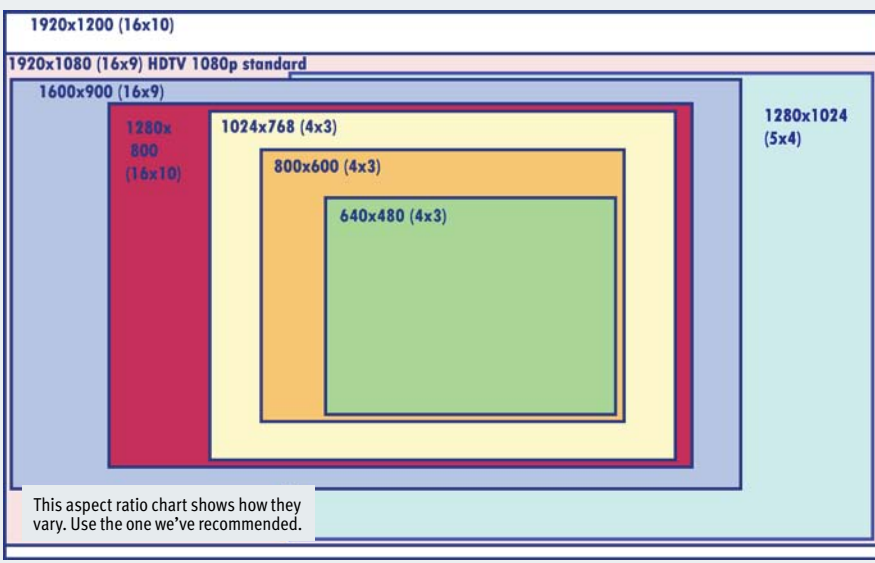 1920x1200 (16x10)
1920x1080 (16x9) HDTV 1080p standard
1600x900 (16x9)
1280x
800
(16x10)
1024x768 (4x3)
800x600 (4x3)
640x480 (4x3)
1280x1024
(5x4)
This aspect ratio chart shows how they
vary. Use the one we've recommended.